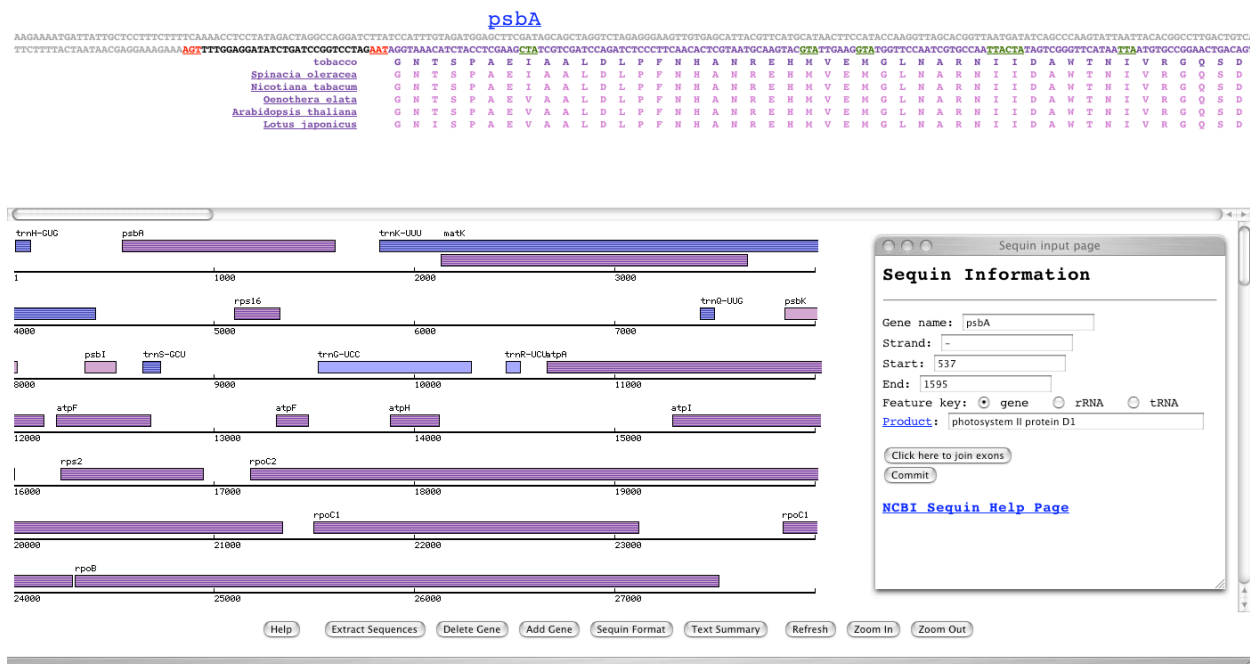 psbA
AAGAAAATGATTATTGCTCCTTTCTTTTCAAAACCTCCTATAGACTAGGCCAGGATCTTATCCATTTGTAGATGGAGCTTCGATAGCAGCTAGGTCTAGAGGGAAGTTGTGAGCATTACGTTCATGCATAACTTCCATACCAAGGTTAGCACGGTTAATGATATCAGCCCAAGTATTAATTACACGGCCTTGACTGTCA
TTCTTTTACTAATAACGAGGAAAGAAAAGTTTTGGAGGATATCTGATCCGGTCCTAGAATAGGTAAACATCTACCTCGAAGCTATCGTCGATCCAGATCTCCCTTCAACACTCGTAATGCAAGTACGTATTGAAGGTATGGTTCCAATCGTGCCAATTACTATAGTCGGGTTCATAATTAATGTGCCGGAACTGACAGT
tobacco G N T S P A E I A A L D L P F N H A N R E H M V E M G L N A R N I I D A W T N I V R G Q S D
Spinacia oleracea G N T S P A E I A A L D L P F N H A N R E H M V E M G L N A R N I I D A W T N I V R G Q S D
Nicotiana tabacum G N T S P A E I A A L D L P F N H A N R E H M V E M G L N A R N I I D A W T N I V R G Q S D
Oenothera elata G N T S P A E V A A L D L P F N H A N R E H M V E M G L N A R N I I D A W T N I V R G Q S D
Arabidopsis thaliana G N T S P A E V A A L D L P F N H A N R E H M V E M G L N A R N I I D A W T N I V R G Q S D
Lotus japonicus G N I S P A E V A A L D L P F N H A N R E H M V E M G L N A R N I I D A W T N I V R G Q S D
trnH-GUG psbA trnK-UUU matK
1 1000 2000 3000
rps16 trnQ-UUG psbK
4000 5000 6000 7000
psbI trnS-GCU trnG-UCC trnR-UCU atpA
8000 9000 10000 11000
atpF atpF atpH atpI
12000 13000 14000 15000
rps2 rpoC2
16000 17000 18000 19000
rpoC1 rpoC1
20000 21000 22000 23000
rpoB
24000 25000 26000 27000
Sequin input page
Sequin Information
Gene name: psbA
Strand: -
Start: 537
End: 1595
Feature key: gene rRNA tRNA
Product: photosystem II protein D1
Click here to join exons
Commit
NCBI Sequin Help Page
Help Extract Sequences Delete Gene Add Gene Sequin Format Text Summary Refresh Zoom In Zoom Out